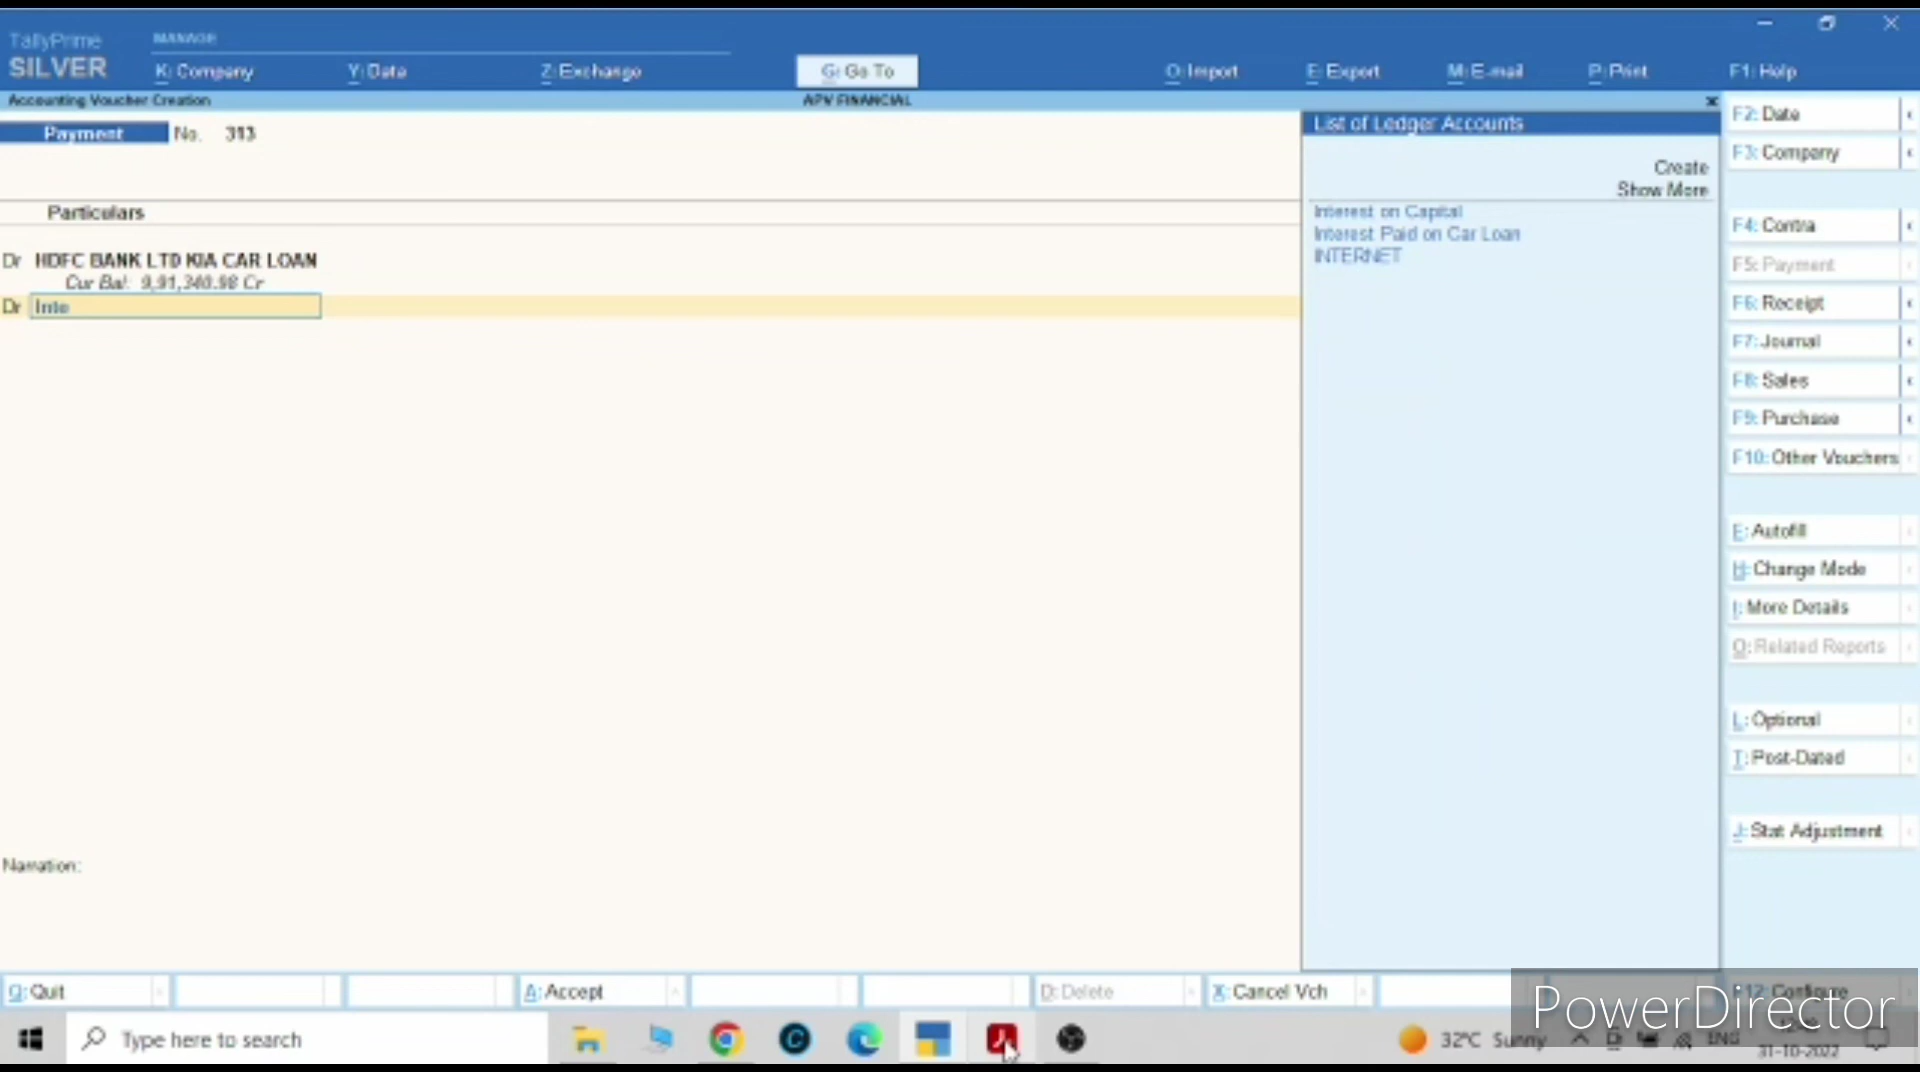 TallyPrime
SILVER
MANAGE
K: Company
Y: Data
Z: Exchange
G: Go To
O: Import
E: Export
M: E-mail
P: Print
F1: Help
Accounting Voucher Creation
APV FINANCIAL
Payment No. 313
Particulars
Dr HDFC BANK LTD KIA CAR LOAN
Cur Bal: 9,91,340.98 Cr
Dr Inte
Narration:
List of Ledger Accounts
Create
Show More
Interest on Capital
Interest Paid on Car Loan
INTERNET
F2: Date
F3: Company
F4: Contra
F5: Payment
F6: Receipt
F7: Journal
F8: Sales
F9: Purchase
F10: Other Vouchers
E: Autofill
H: Change Mode
I: More Details
O: Related Reports
L: Optional
T: Post-Dated
J: Stat Adjustment
Q: Quit
A: Accept
D: Delete
X: Cancel Vch
F12: Configure
PowerDirector
Type here to search
32°C Sunny
ENG
31-10-2022